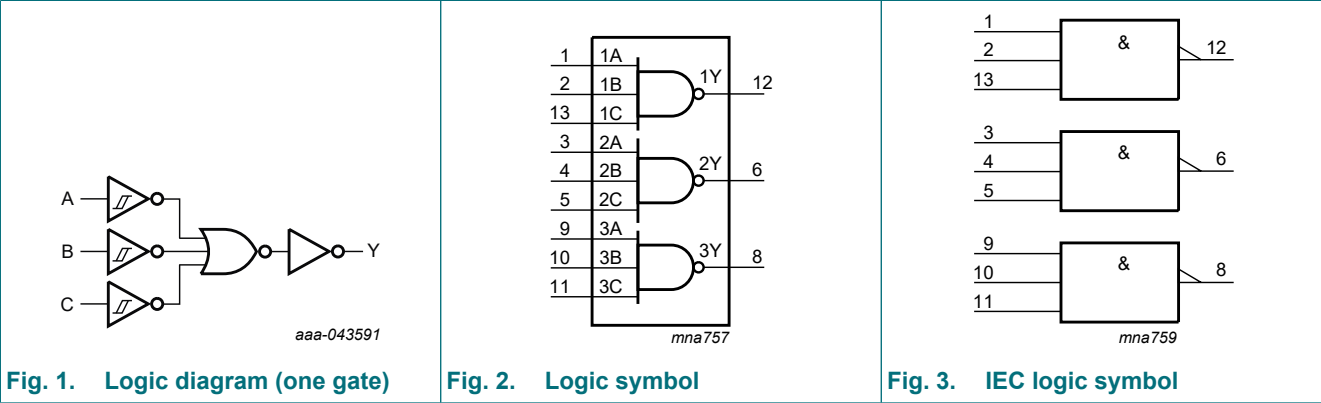 A
B
C
Y
aaa-043591
Fig. 1. Logic diagram (one gate)
1 1A
2 1B
13 1C
1Y 12
3 2A
4 2B
5 2C
2Y 6
9 3A
10 3B
11 3C
3Y 8
mna757
Fig. 2. Logic symbol
1
2
13
&
12
3
4
5
&
6
9
10
11
&
8
mna759
Fig. 3. IEC logic symbol